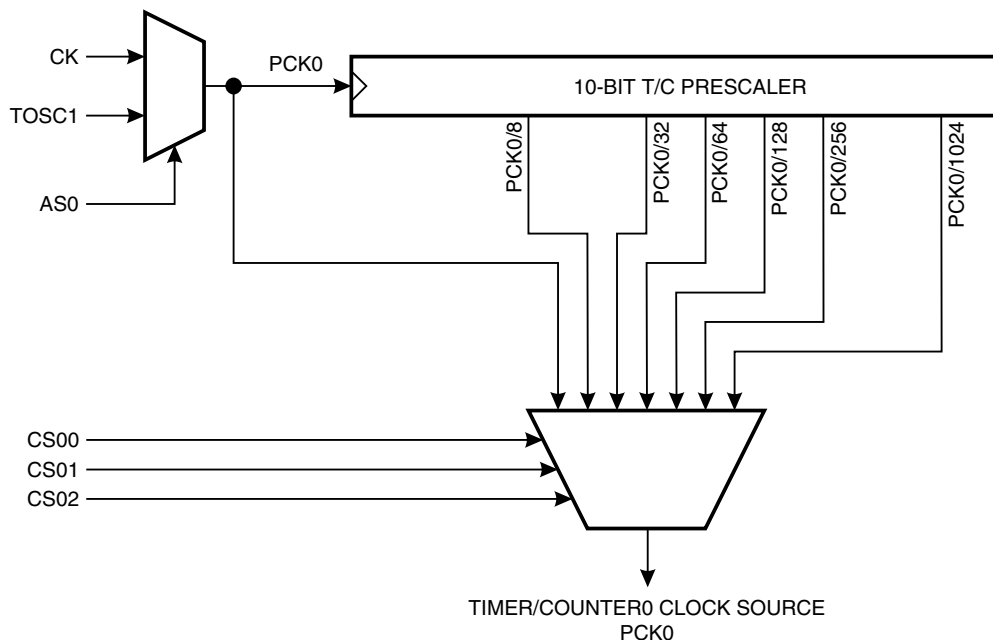 CK
PCK0
10-BIT T/C PRESCALER
TOSC1
AS0
PCK0/8
PCK0/32
PCK0/64
PCK0/128
PCK0/256
PCK0/1024
CS00
CS01
CS02
TIMER/COUNTER0 CLOCK SOURCE
PCK0